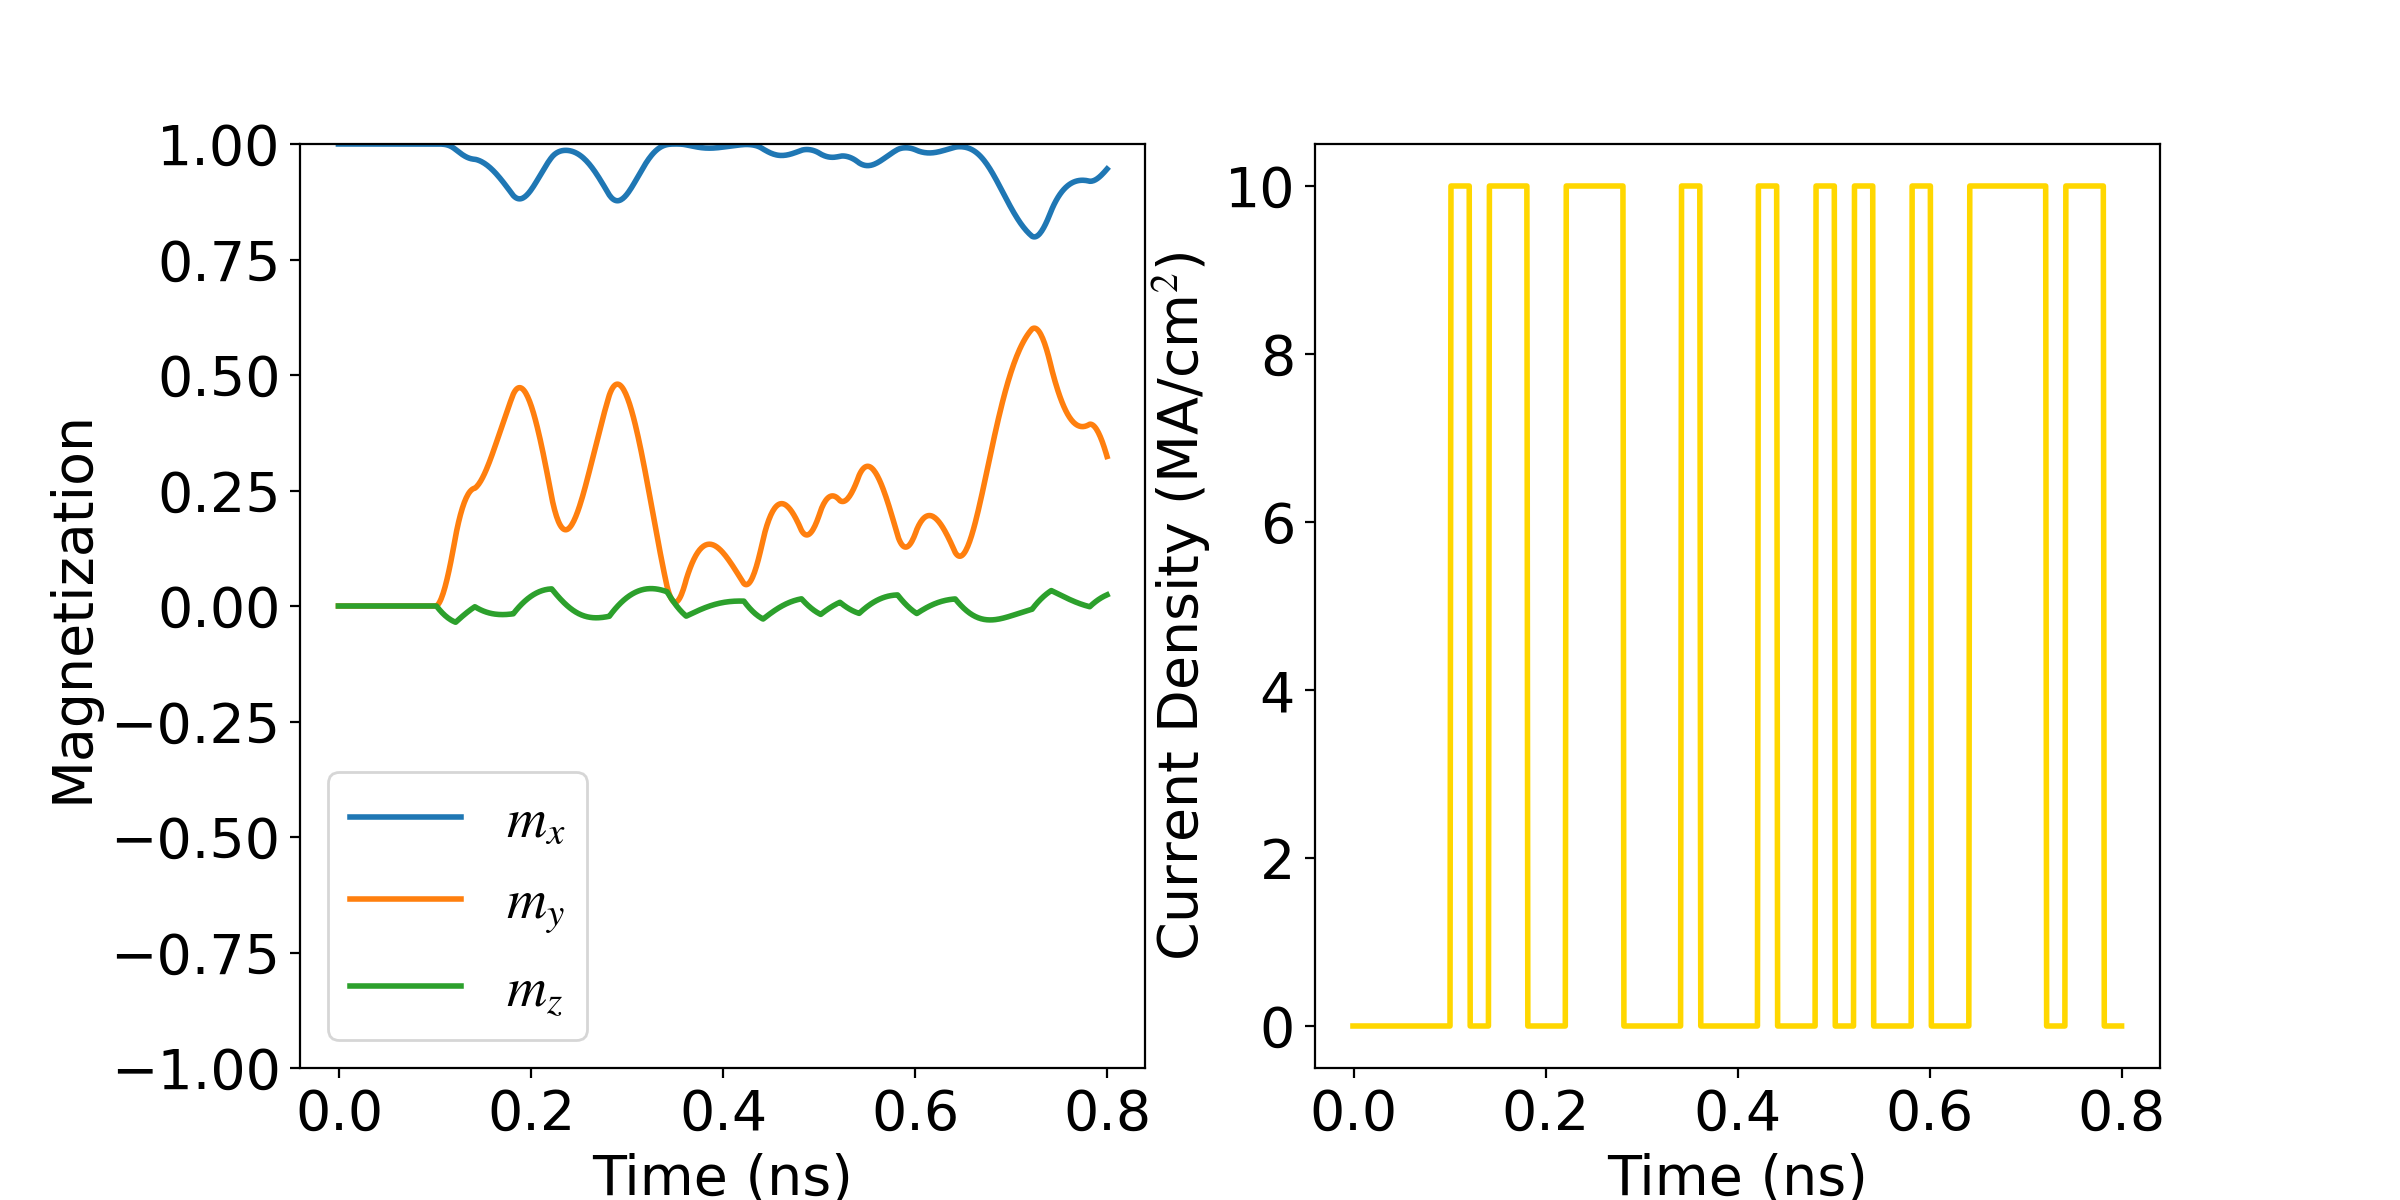 1.00
0.75
0.50
0.25
0.00
−0.25
−0.50
−0.75
−1.00
Magnetization
m_x
m_y
m_z
0.0 0.2 0.4 0.6 0.8
Time (ns)
10
8
6
4
2
0
Current Density (MA/cm²)
0.0 0.2 0.4 0.6 0.8
Time (ns)